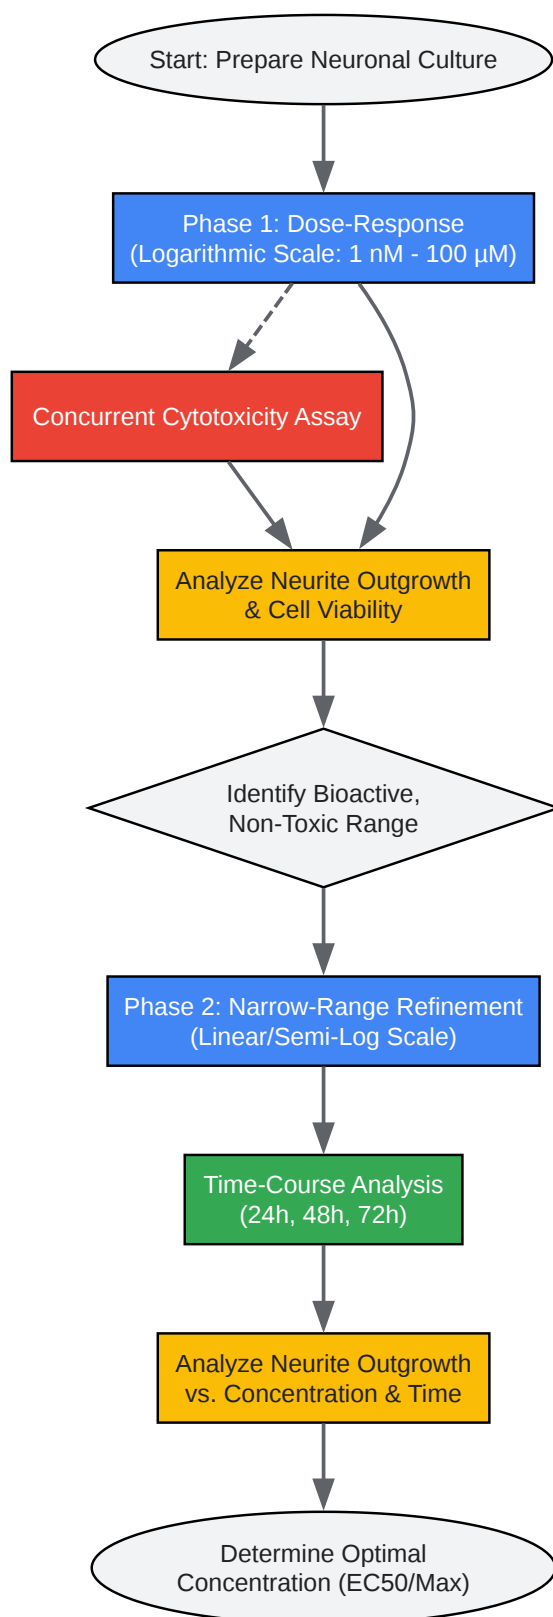 Start: Prepare Neuronal Culture
Phase 1: Dose-Response
(Logarithmic Scale: 1 nM - 100 µM)
Concurrent Cytotoxicity Assay
Analyze Neurite Outgrowth
& Cell Viability
Identify Bioactive,
Non-Toxic Range
Phase 2: Narrow-Range Refinement
(Linear/Semi-Log Scale)
Time-Course Analysis
(24h, 48h, 72h)
Analyze Neurite Outgrowth
vs. Concentration & Time
Determine Optimal
Concentration (EC50/Max)